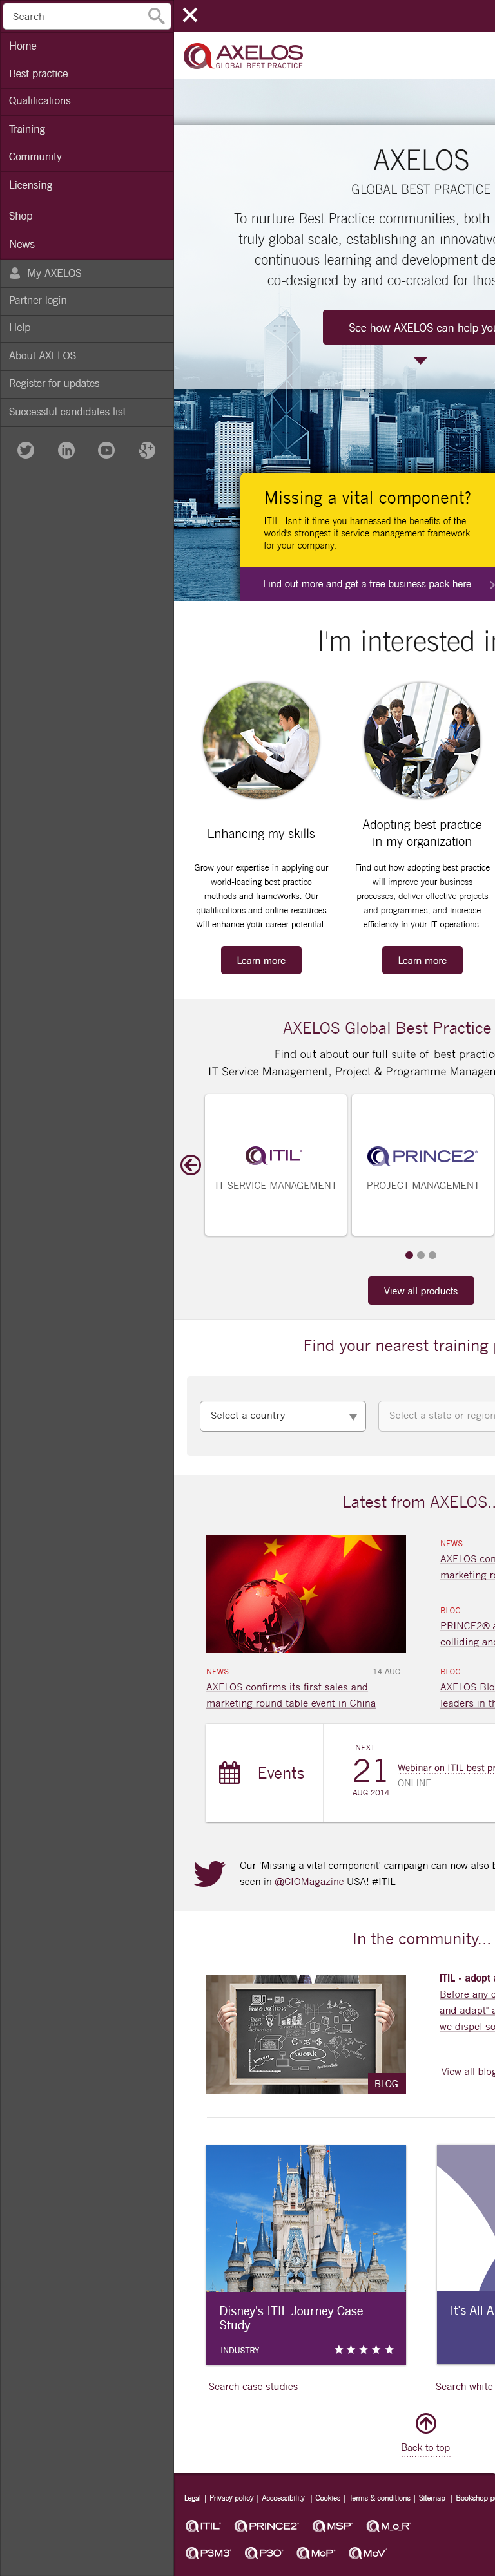 Search
Home
Best practice
Qualifications
Training
Community
Licensing
Shop
News
My AXELOS
Partner login
Help
About AXELOS
Register for updates
Successful candidates list
AXELOS
GLOBAL BEST PRACTICE
AXELOS
GLOBAL BEST PRACTICE
To nurture Best Practice communities, both
truly global scale, establishing an innovative
continuous learning and development de
co-designed by and co-created for thos
See how AXELOS can help you
Missing a vital component?
ITIL. Isn't it time you harnessed the benefits of the
world's strongest it service management framework
for your company.
Find out more and get a free business pack here
I'm interested in
Enhancing my skills
Grow your expertise in applying our
world-leading best practice
methods and frameworks. Our
qualifications and online resources
will enhance your career potential.
Learn more
Adopting best practice
in my organization
Find out how adopting best practice
will improve your business
processes, deliver effective projects
and programmes, and increase
efficiency in your IT operations.
Learn more
AXELOS Global Best Practice
Find out about our full suite of best practic
IT Service Management, Project & Programme Managem
ITIL®
IT SERVICE MANAGEMENT
PRINCE2®
PROJECT MANAGEMENT
View all products
Find your nearest training p
Select a country
Select a state or region
Latest from AXELOS..
NEWS 14 AUG
AXELOS confirms its first sales and
marketing round table event in China
NEWS
AXELOS con
marketing ro
BLOG
PRINCE2® a
colliding and
BLOG
AXELOS Blo
leaders in th
Events
NEXT
21
AUG 2014
Webinar on ITIL best pr
ONLINE
Our 'Missing a vital component' campaign can now also b
seen in @CIOMagazine USA! #ITIL
In the community...
innovation
work
BLOG
ITIL - adopt a
Before any o
and adapt" a
we dispel so
View all blog
Disney's ITIL Journey Case
Study
INDUSTRY
Search case studies
It's All A
Search white
Back to top
Legal | Privacy policy | Acccessibility | Cookies | Terms & conditions | Sitemap | Bookshop po
ITIL® PRINCE2® MSP® M_o_R®
P3M3® P3O® MoP® MoV®